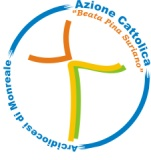 Azione Cattolica
"Beata Pina Suriano"
Arcidiocesi di Monreale